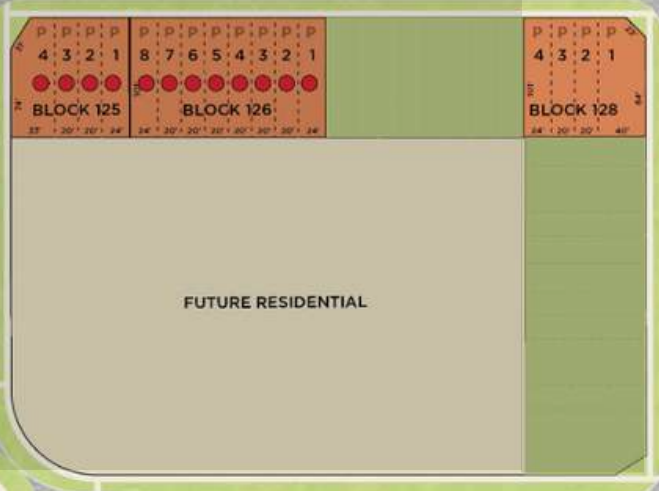 P P P P P P P P P P P P P P P P
4 3 2 1 8 7 6 5 4 3 2 1 4 3 2 1
BLOCK 125 BLOCK 126 BLOCK 128
33' 20' 20' 24' 24' 20' 20' 20' 20' 20' 20' 24' 24' 20' 20' 40'
FUTURE RESIDENTIAL